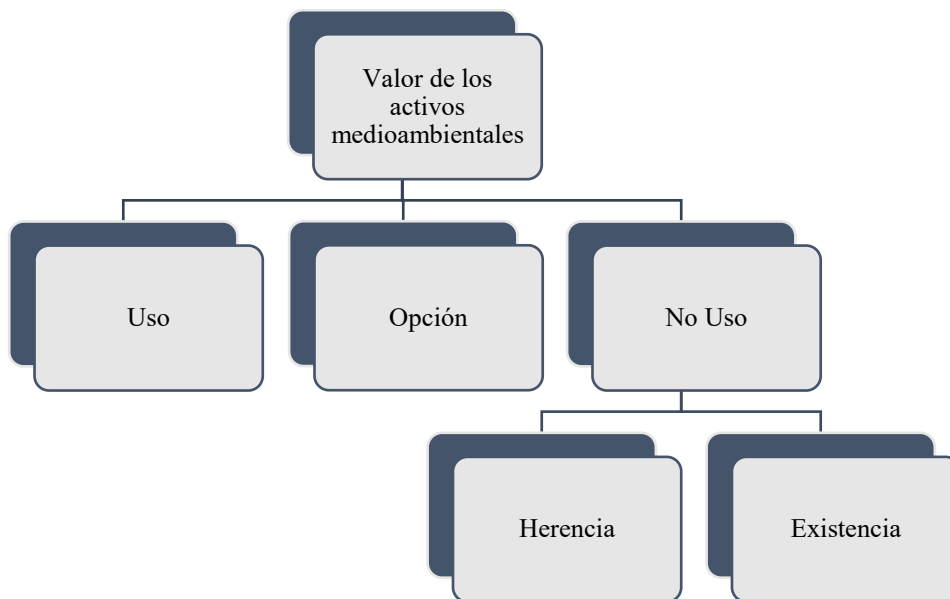 Valor de los
activos
medioambientales
Uso
Opción
No Uso
Herencia
Existencia